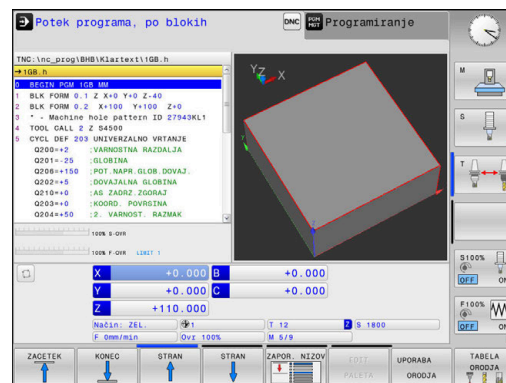 Potek programa, po blokih
DNC
PGM
MGT
Programiranje
TNC:\nc_prog\BHB\Klartext\1GB.h
→1GB.h
0 BEGIN PGM 1GB MM
1 BLK FORM 0.1 Z X+0 Y+0 Z-40
2 BLK FORM 0.2 X+100 Y+100 Z+0
3 * - Machine hole pattern ID 27943KL1
4 TOOL CALL 2 Z S4500
5 CYCL DEF 203 UNIVERZALNO VRTANJE
Q200=+2 ;VARNOSTNA RAZDALJA
Q201=-25 ;GLOBINA
Q206=+150 ;POT.NAPR.GLOB.DOVAJ.
Q202=+5 ;DOVAJALNA GLOBINA
Q210=+0 ;AS ZADRZ.ZGORAJ
Q203=+0 ;KOORD. POVRSINA
Q204=+50 ;2. VARNOST. RAZMAK
Y Z X
100% S-OVR
100% F-OVR LIMIT 1
X +0.000 B +0.000
Y +0.000 C +0.000
Z +110.000
Način: ŽEL. 1 T 12 Z S 1800
F 0mm/min Ovr 100% M 5/9
M
S
T
S100%
OFF ON
F100%
OFF ON
ZAČETEK
KONEC
STRAN
STRAN
ZAPOR. NIZOV
EDIT
PALETA
UPORABA
ORODJA
TABELA
ORODJA